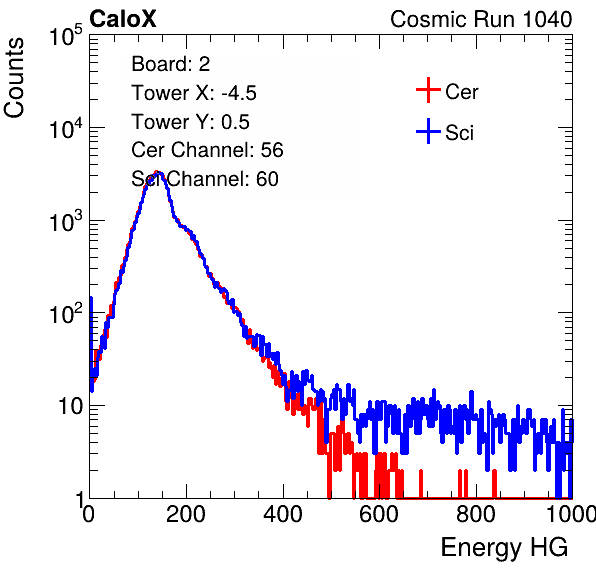 CaloX Cosmic Run 1040
Counts
10^5
10^4
10^3
10^2
10
1
Board: 2
Tower X: -4.5
Tower Y: 0.5
Cer Channel: 56
Sci Channel: 60
Cer
Sci
0 200 400 600 800 1000
Energy HG